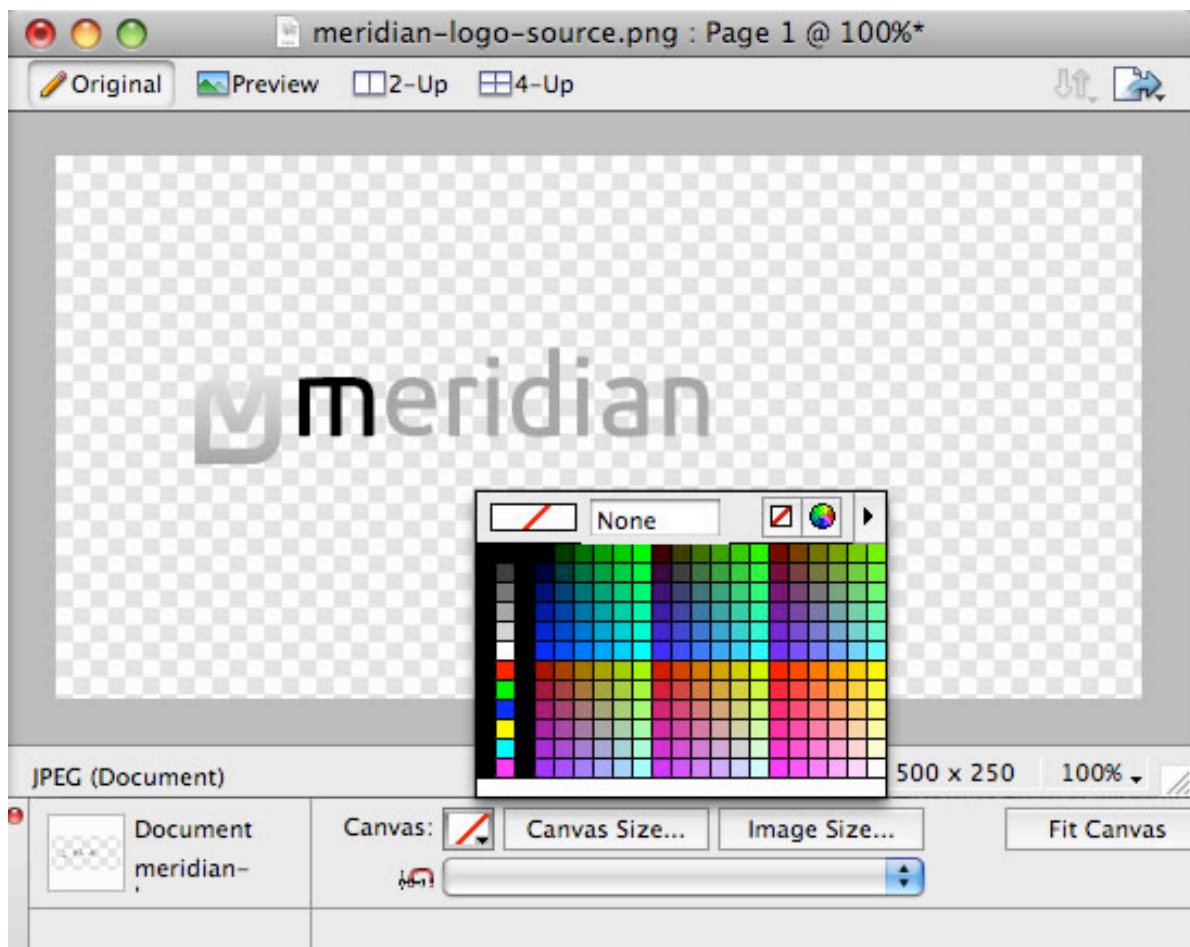 meridian-logo-source.png : Page 1 @ 100%*
Original Preview 2-Up 4-Up
meridian
None
JPEG (Document) 500 x 250 100%
Document Canvas: Canvas Size... Image Size... Fit Canvas
meridian-